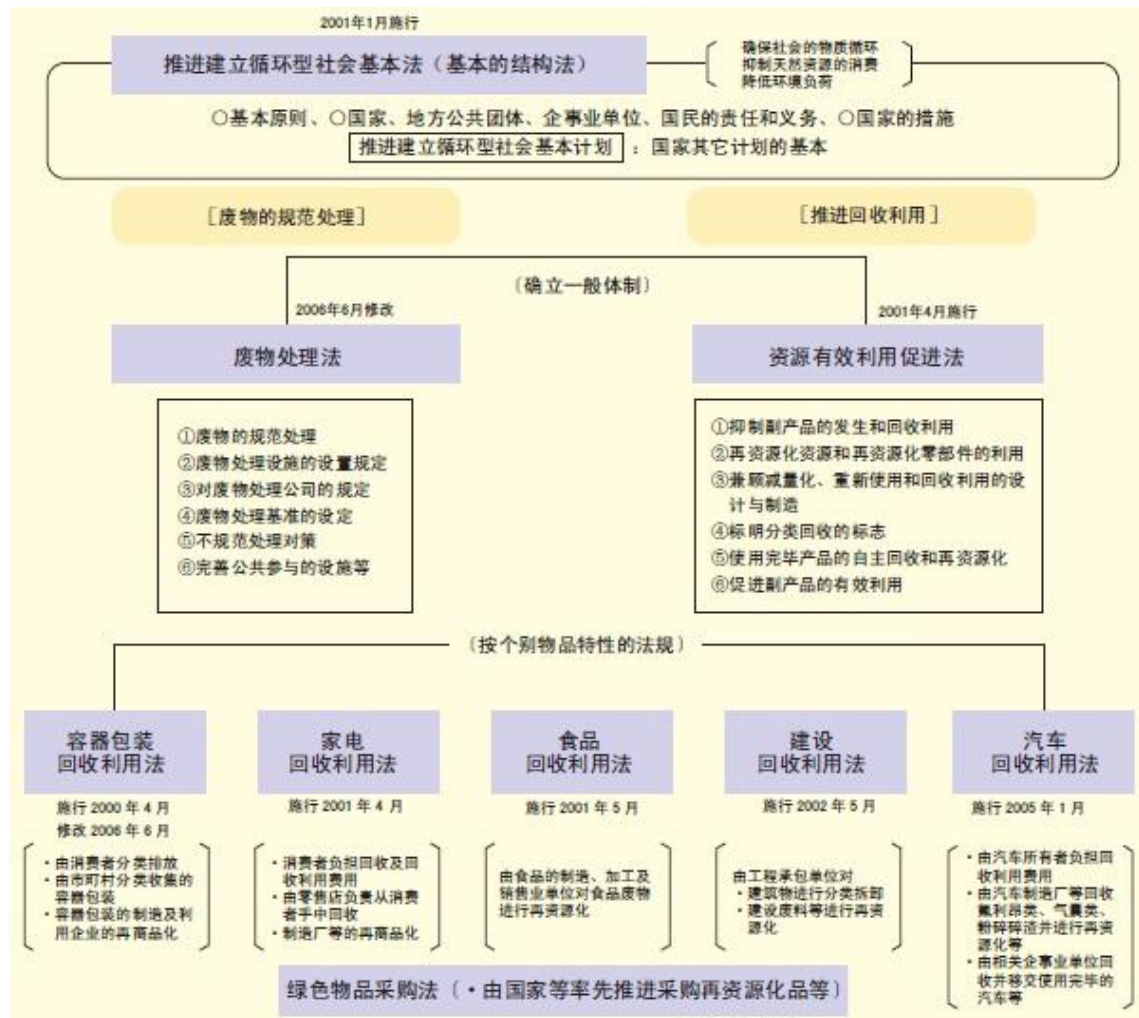 2001年1月施行
推进建立循环型社会基本法（基本的结构法）
确保社会的物质循环
抑制天然资源的消费
降低环境负荷
○基本原则、○国家、地方公共团体、企事业单位、国民的责任和义务、○国家的措施
推进建立循环型社会基本计划：国家其它计划的基本
［废物的规范处理］
［推进回收利用］
（确立一般体制）
2006年6月修改
2001年4月施行
废物处理法
资源有效利用促进法
①废物的规范处理
②废物处理设施的设置规定
③对废物处理公司的规定
④废物处理基准的设定
⑤不规范处理对策
⑥完善公共参与的设施等
①抑制副产品的发生和回收利用
②再资源化资源和再资源化零部件的利用
③兼顾减量化、重新使用和回收利用的设
计与制造
④标明分类回收的标志
⑤使用完毕产品的自主回收和再资源化
⑥促进副产品的有效利用
（按个别物品特性的法规）
容器包装
回收利用法
施行 2000 年 4 月
修改 2006 年 6 月
・由消费者分类排放
・由市町村分类收集的
容器包装
・容器包装的制造及利
用企业的再商品化
家电
回收利用法
施行 2001 年 4 月
・消费者负担回收及回
收利用费用
・由零售店负责从消费
者手中回收
・制造厂等的再商品化
食品
回收利用法
施行 2001 年 5 月
由食品的制造、加工及
销售业单位对食品废物
进行再资源化
建设
回收利用法
施行 2002 年 5 月
由工程承包单位对
・建筑物进行分类拆卸
・建设废料等进行再资
源化
汽车
回收利用法
施行 2005 年 1 月
・由汽车所有者负担回
收利用费用
・由汽车制造厂等回收
氟利昂类、气囊类、
粉碎碎渣并进行再资
源化等
・由相关企事业单位回
收并移交使用完毕的
汽车等
绿色物品采购法（・由国家等率先推进采购再资源化品等）